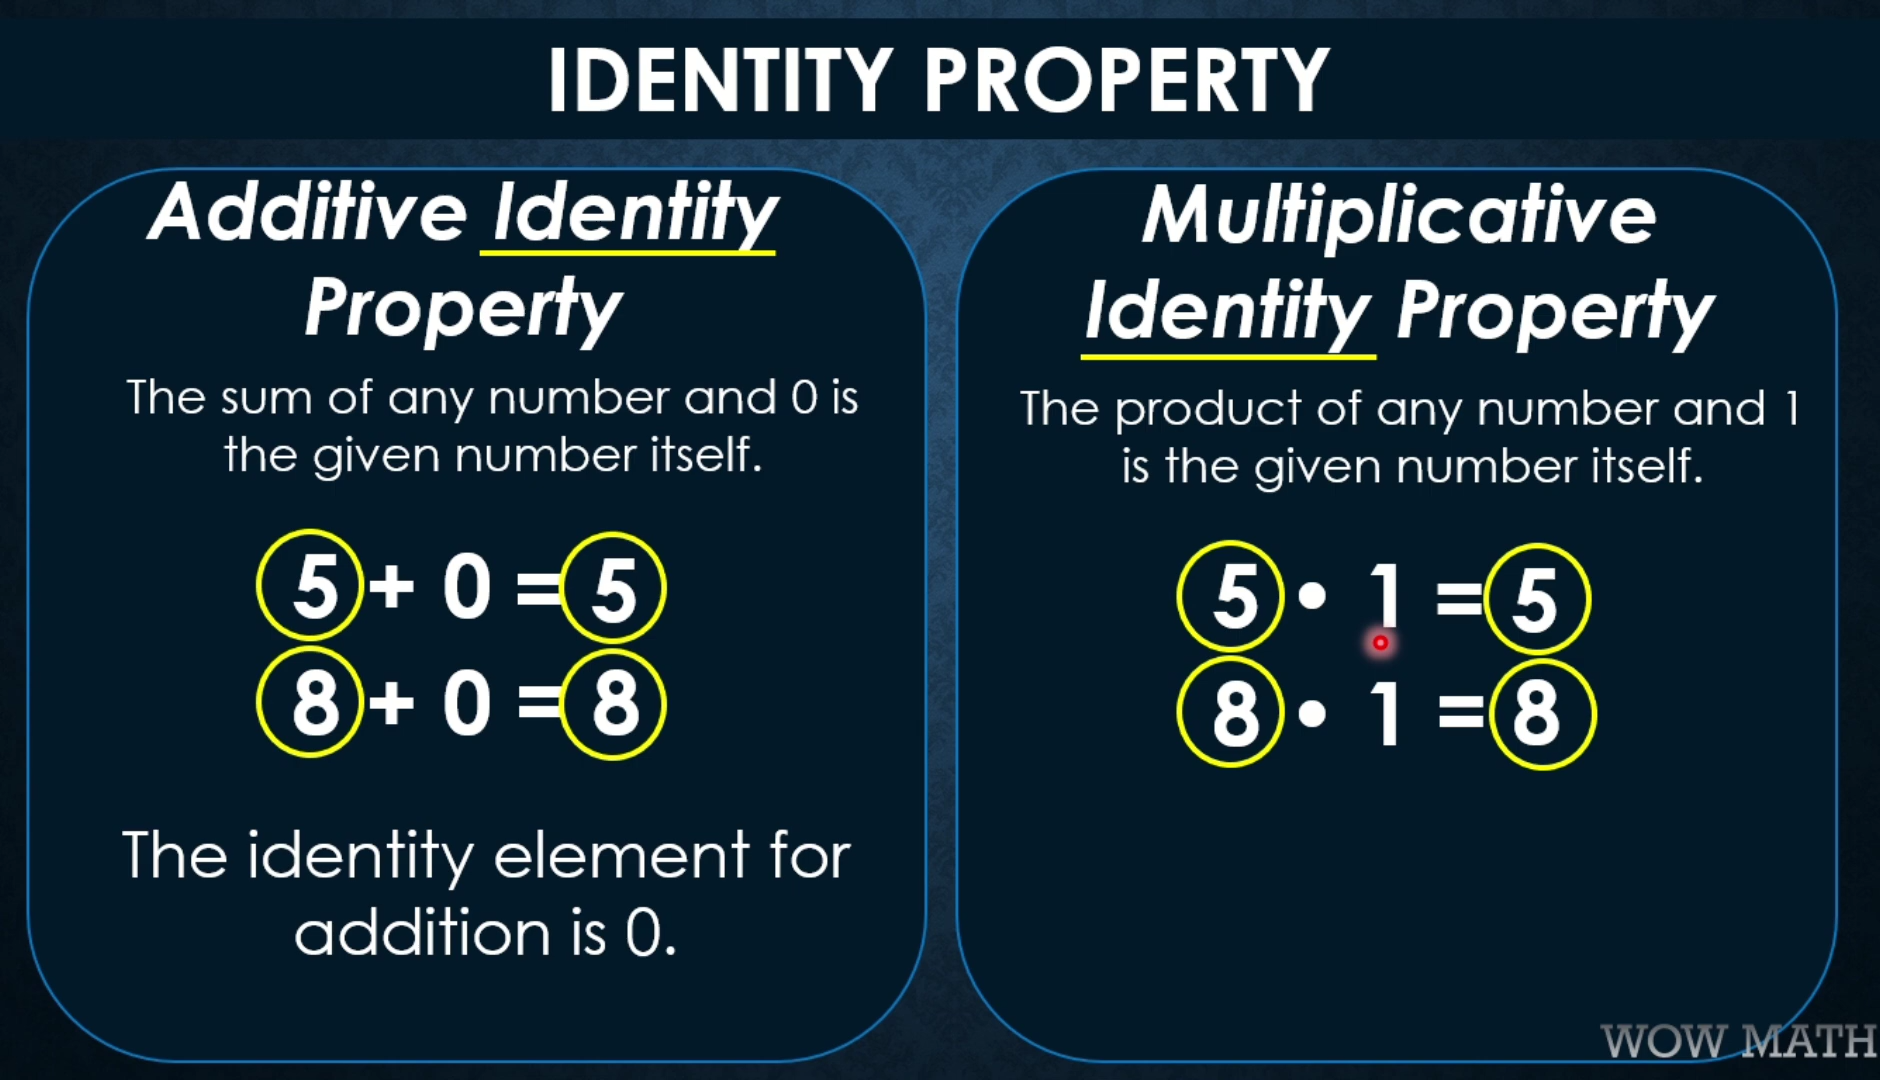 IDENTITY PROPERTY
Additive Identity
Property
The sum of any number and 0 is
the given number itself.
5 + 0 = 5
8 + 0 = 8
The identity element for
addition is 0.
Multiplicative
Identity Property
The product of any number and 1
is the given number itself.
5 • 1 = 5
8 • 1 = 8
WOW MATH